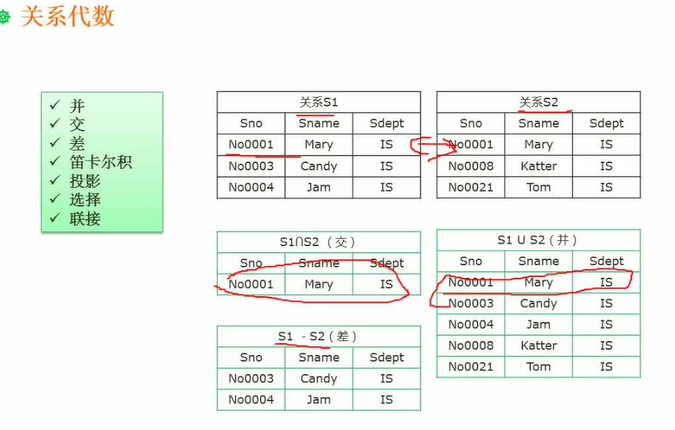 关系代数
并
交
差
笛卡尔积
投影
选择
联接
关系S1
Sno Sname Sdept
No0001 Mary IS
No0003 Candy IS
No0004 Jam IS
关系S2
Sno Sname Sdept
No0001 Mary IS
No0008 Katter IS
No0021 Tom IS
S1∩S2（交）
Sno Sname Sdept
No0001 Mary IS
S1 U S2（并）
Sno Sname Sdept
No0001 Mary IS
No0003 Candy IS
No0004 Jam IS
No0008 Katter IS
No0021 Tom IS
S1 - S2（差）
Sno Sname Sdept
No0003 Candy IS
No0004 Jam IS